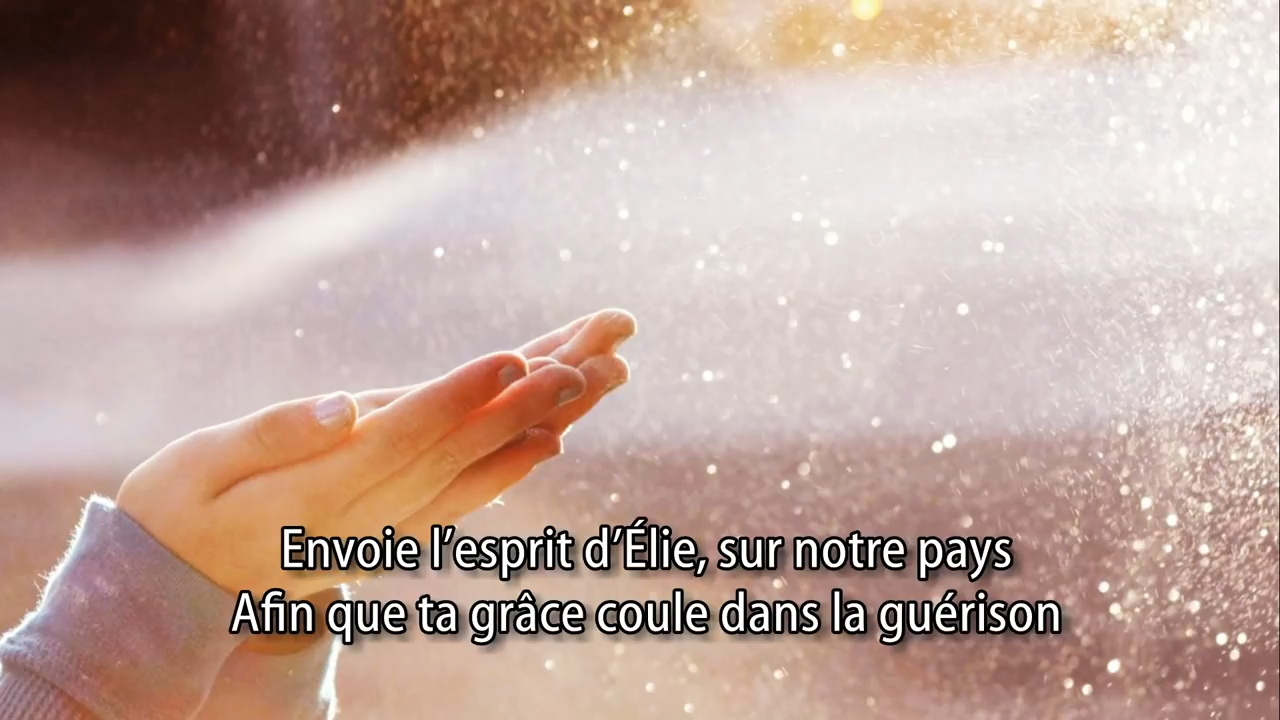 Envoie l’esprit d’Élie, sur notre pays
Afin que ta grâce coule dans la guérison